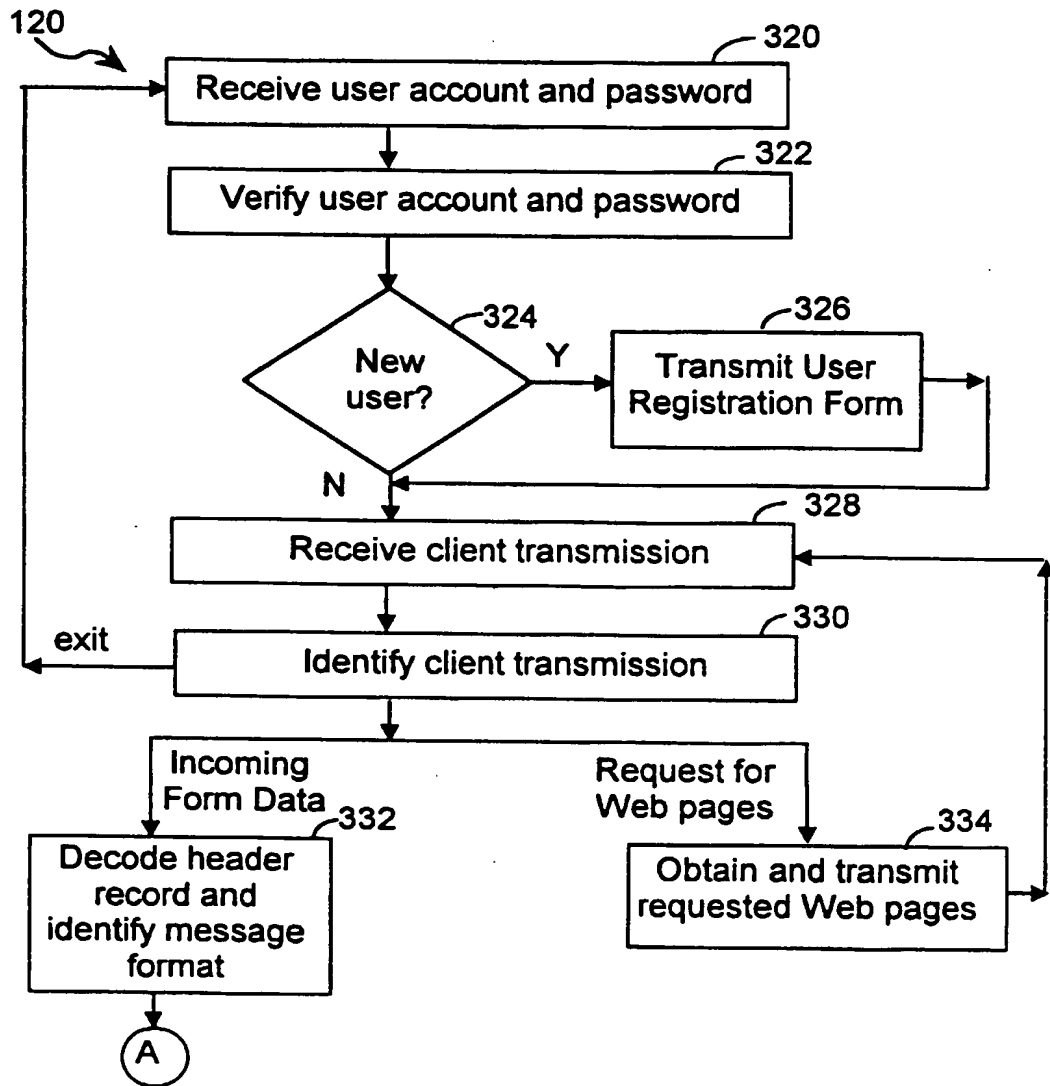 120
320
Receive user account and password
322
Verify user account and password
324
New
user?
Y
326
Transmit User
Registration Form
N
328
Receive client transmission
330
exit
Identify client transmission
Incoming
Form Data
Request for
Web pages
332
Decode header
record and
identify message
format
334
Obtain and transmit
requested Web pages
A